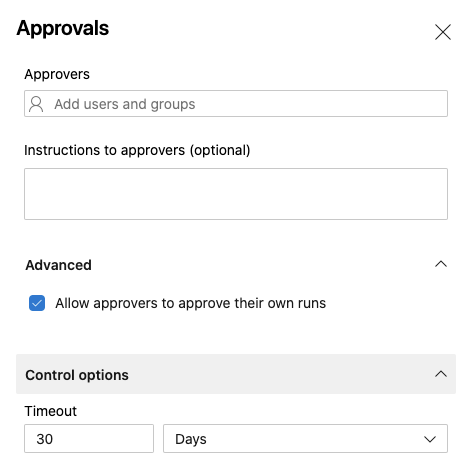 Approvals
Approvers
Add users and groups
Instructions to approvers (optional)
Advanced
Allow approvers to approve their own runs
Control options
Timeout
30
Days